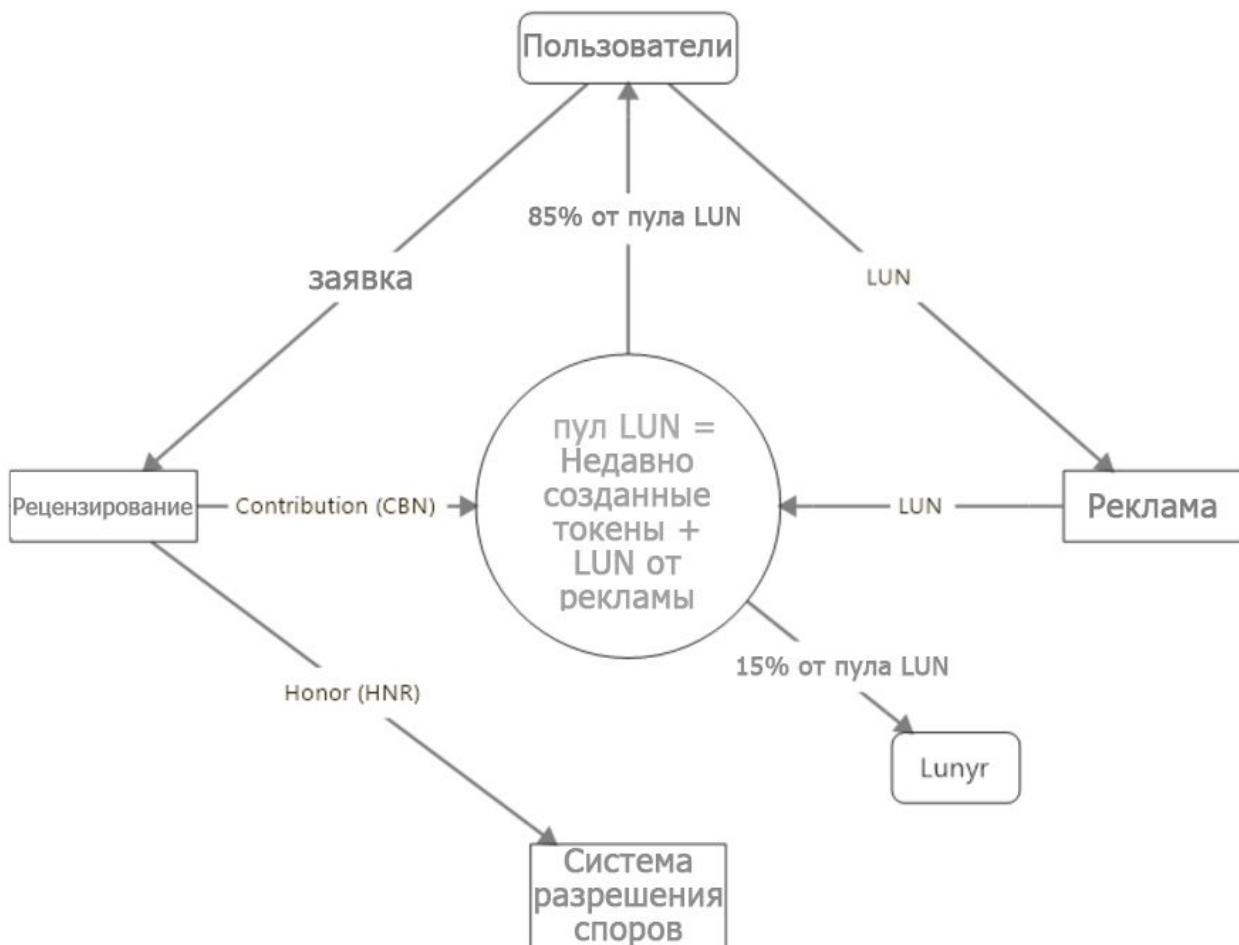 Пользователи
85% от пула LUN
заявка
LUN
пул LUN =
Недавно
созданные
токены +
LUN от
рекламы
Рецензирование
Contribution (CBN)
LUN
Реклама
15% от пула LUN
Honor (HNR)
Lunyr
Система
разрешения
споров